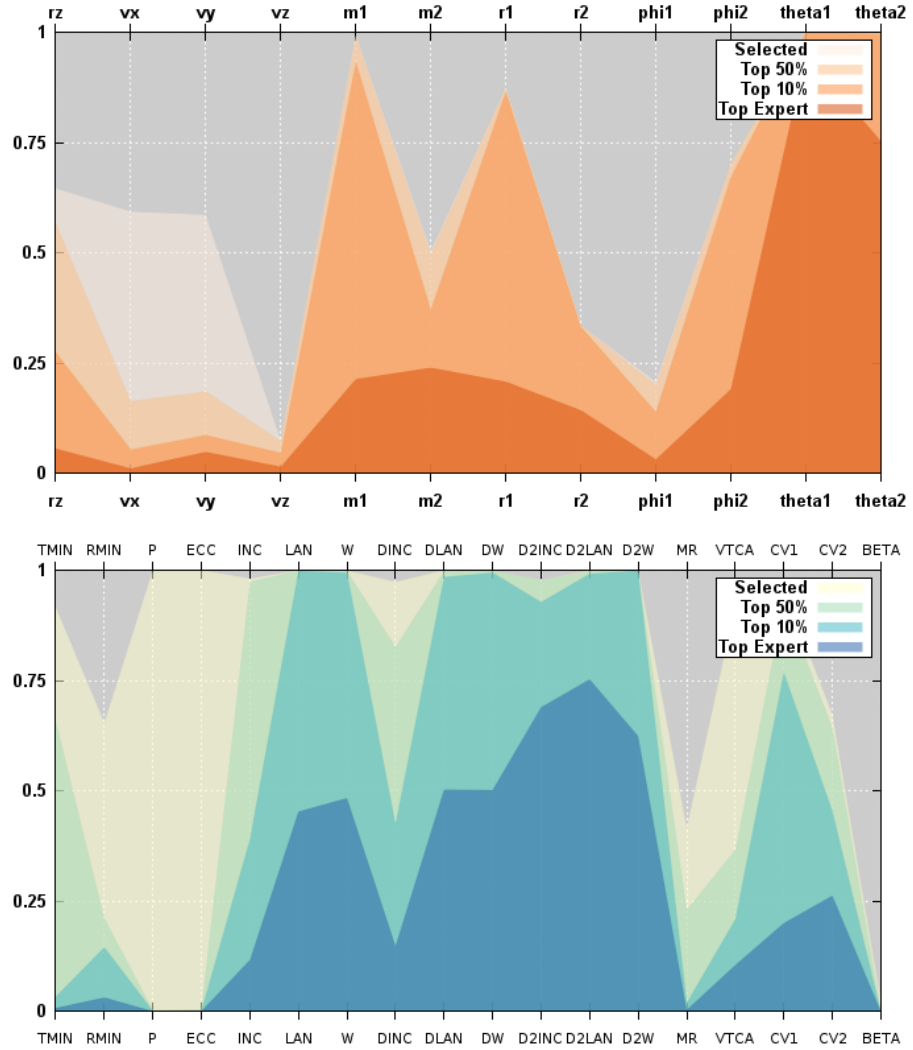 rz vx vy vz m1 m2 r1 r2 phi1 phi2 theta1 theta2
1
Selected
Top 50%
Top 10%
Top Expert
0.75
0.5
0.25
0
rz vx vy vz m1 m2 r1 r2 phi1 phi2 theta1 theta2
TMIN RMIN P ECC INC LAN W DINC DLAN DW D2INC D2LAN D2W MR VTCA CV1 CV2 BETA
1
Selected
Top 50%
Top 10%
Top Expert
0.75
0.5
0.25
0
TMIN RMIN P ECC INC LAN W DINC DLAN DW D2INC D2LAN D2W MR VTCA CV1 CV2 BETA